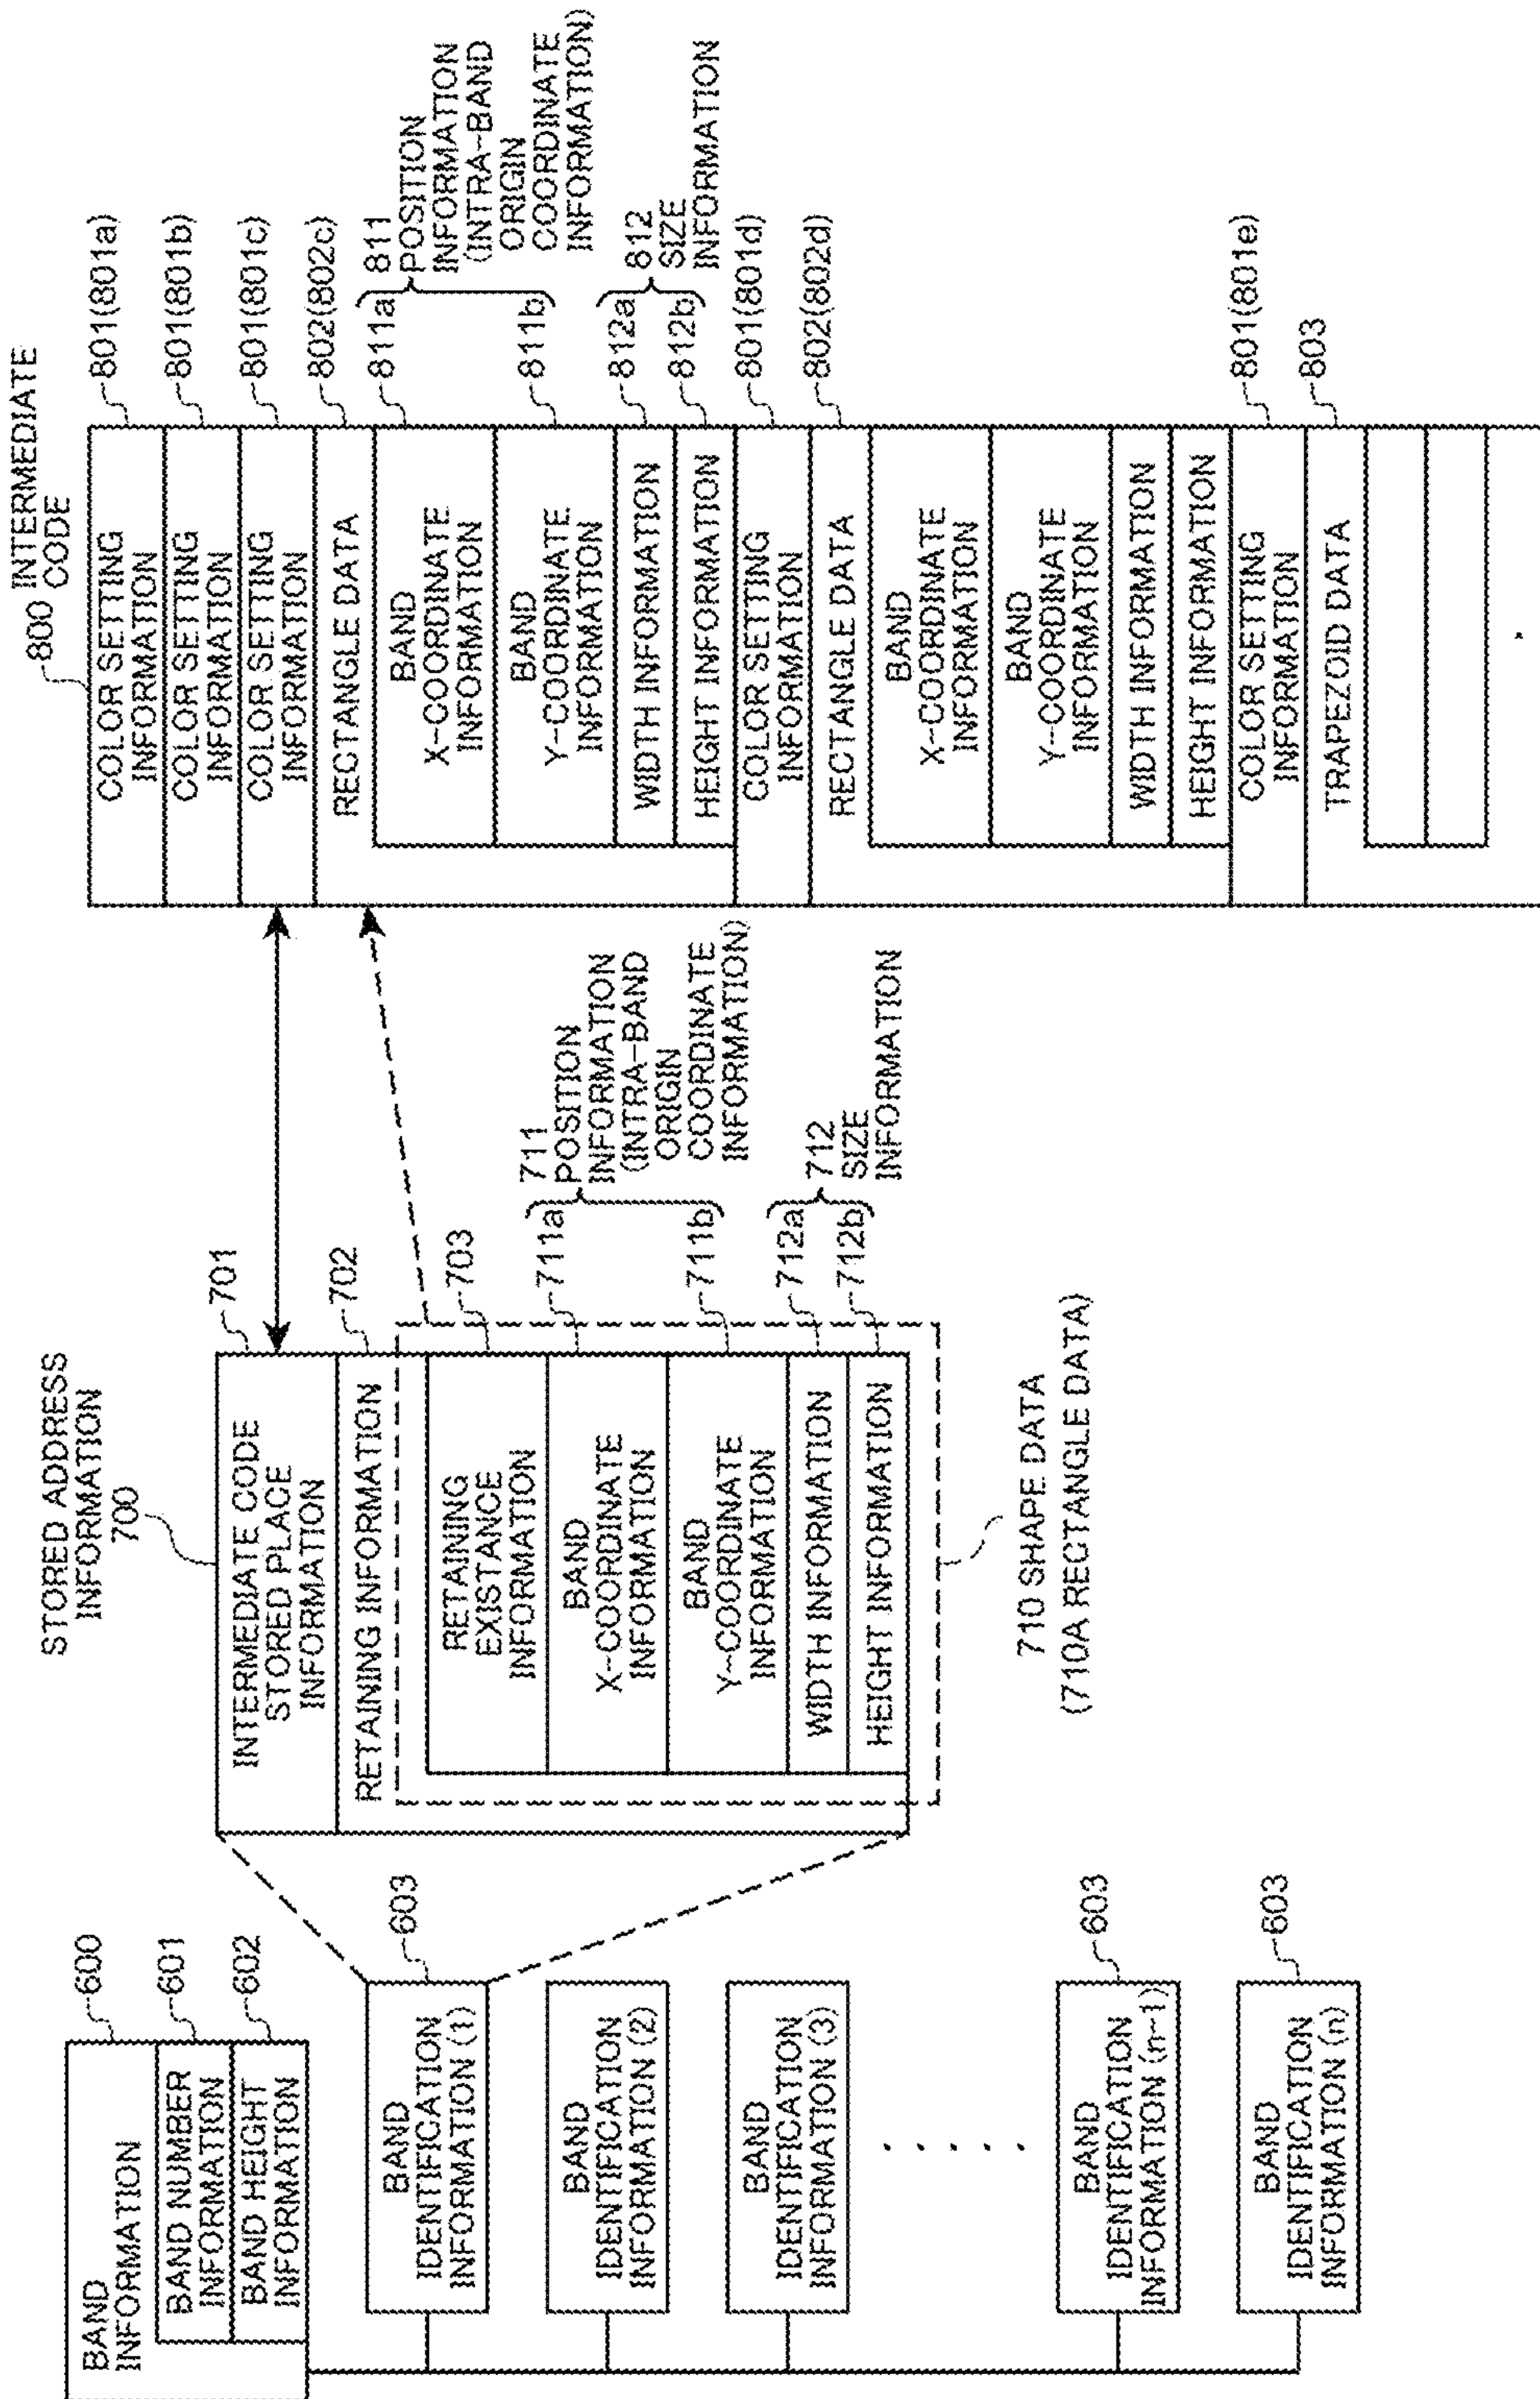 600
BAND
INFORMATION
601
BAND NUMBER
INFORMATION
602
BAND HEIGHT
INFORMATION
603
BAND
IDENTIFICATION
INFORMATION (1)
BAND
IDENTIFICATION
INFORMATION (2)
BAND
IDENTIFICATION
INFORMATION (3)
. . . . .
603
BAND
IDENTIFICATION
INFORMATION (n-1)
603
BAND
IDENTIFICATION
INFORMATION (n)
STORED ADDRESS
INFORMATION
700
701
INTERMEDIATE CODE
STORED PLACE
INFORMATION
702
RETAINING INFORMATION
703
RETAINING
EXISTANCE
INFORMATION
711a
BAND
X-COORDINATE
INFORMATION
711b
BAND
Y-COORDINATE
INFORMATION
712a
WIDTH INFORMATION
712b
HEIGHT INFORMATION
711
POSITION
INFORMATION
(INTRA-BAND
ORIGIN
COORDINATE
INFORMATION)
712
SIZE
INFORMATION
710 SHAPE DATA
(710A RECTANGLE DATA)
800 INTERMEDIATE
CODE
COLOR SETTING
INFORMATION
801(801a)
COLOR SETTING
INFORMATION
801(801b)
COLOR SETTING
INFORMATION
801(801c)
RECTANGLE DATA
802(802c)
BAND
X-COORDINATE
INFORMATION
811a
BAND
Y-COORDINATE
INFORMATION
811b
WIDTH INFORMATION
812a
HEIGHT INFORMATION
812b
811
POSITION
INFORMATION
(INTRA-BAND
ORIGIN
COORDINATE
INFORMATION)
812
SIZE
INFORMATION
COLOR SETTING
INFORMATION
801(801d)
RECTANGLE DATA
802(802d)
BAND
X-COORDINATE
INFORMATION
BAND
Y-COORDINATE
INFORMATION
WIDTH INFORMATION
HEIGHT INFORMATION
COLOR SETTING
INFORMATION
801(801e)
TRAPEZOID DATA
803
.